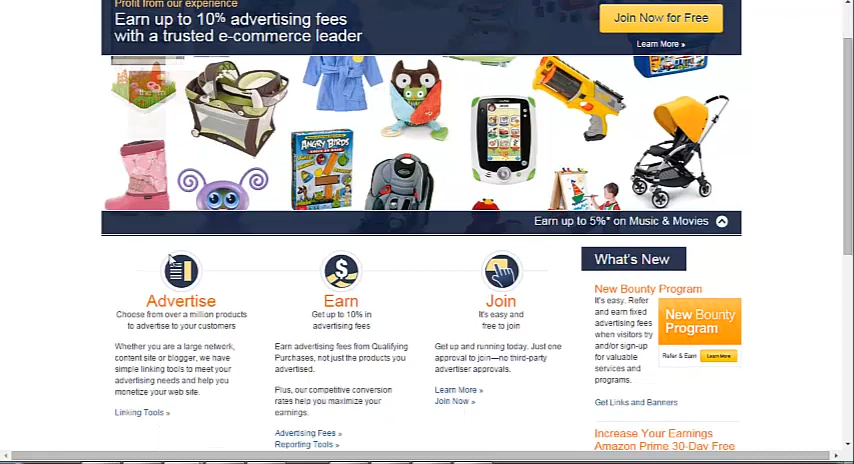 Profit from our experience
Earn up to 10% advertising fees
with a trusted e-commerce leader
Join Now for Free
Learn More »
ANGRY BIRDS
Earn up to 5%* on Music & Movies
Advertise
Choose from over a million products
to advertise to your customers
Whether you are a large network,
content site or blogger, we have
simple linking tools to meet your
advertising needs and help you
monetize your web site.
Linking Tools »
Earn
Get up to 10% in
advertising fees
Earn advertising fees from Qualifying
Purchases, not just the products you
advertised.
Plus, our competitive conversion
rates help you maximize your
earnings.
Advertising Fees »
Reporting Tools »
Join
It's easy and
free to join
Get up and running today. Just one
approval to join—no third-party
advertiser approvals.
Learn More »
Join Now »
What's New
New Bounty Program
It's easy. Refer
and earn fixed
advertising fees
when visitors try
and/or sign-up
for valuable
services and
programs.
New Bounty
Program
Refer & Earn
Learn More
Get Links and Banners
Increase Your Earnings
Amazon Prime 30-Day Free